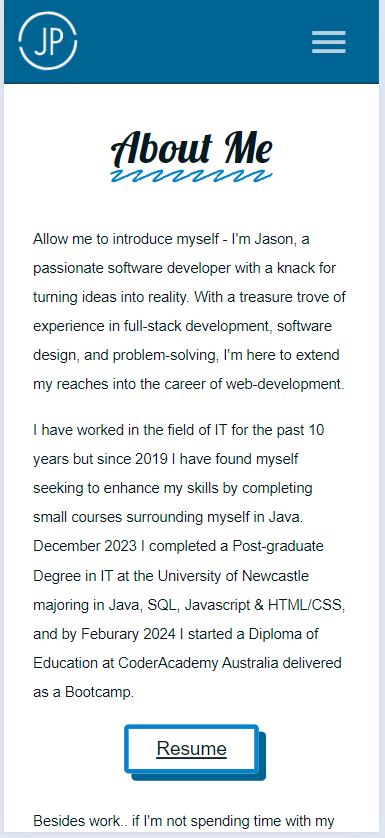 JP
About Me
Allow me to introduce myself - I'm Jason, a
passionate software developer with a knack for
turning ideas into reality. With a treasure trove of
experience in full-stack development, software
design, and problem-solving, I'm here to extend
my reaches into the career of web-development.
I have worked in the field of IT for the past 10
years but since 2019 I have found myself
seeking to enhance my skills by completing
small courses surrounding myself in Java.
December 2023 I completed a Post-graduate
Degree in IT at the University of Newcastle
majoring in Java, SQL, Javascript & HTML/CSS,
and by Feburary 2024 I started a Diploma of
Education at CoderAcademy Australia delivered
as a Bootcamp.
Resume
Besides work.. if I'm not spending time with my